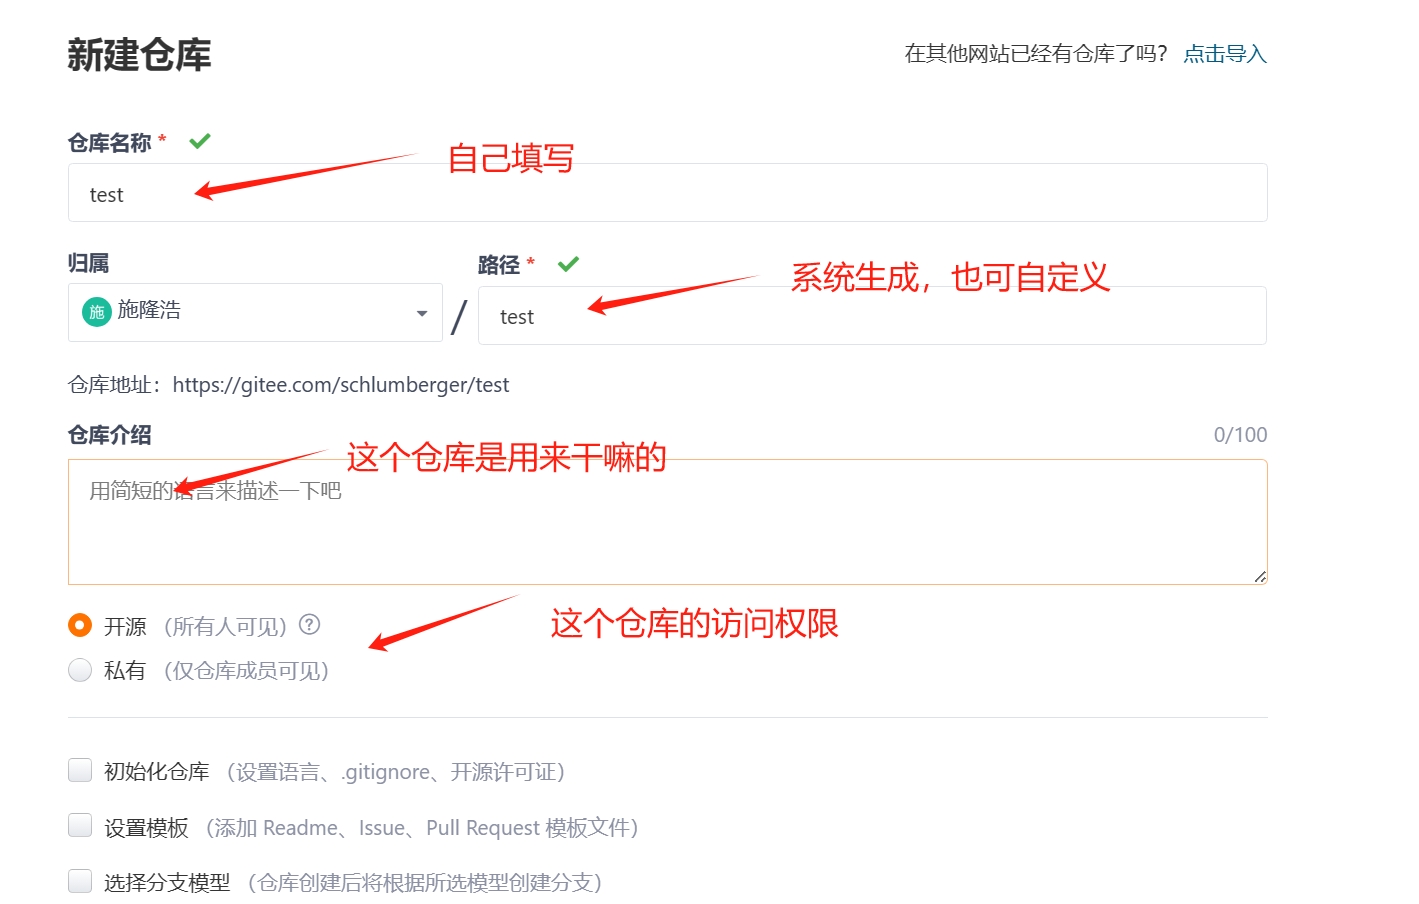 新建仓库
在其他网站已经有仓库了吗? 点击导入
仓库名称 *
自己填写
test
归属
路径 *
系统生成，也可自定义
施 施隆浩
/
test
仓库地址：https://gitee.com/schlumberger/test
仓库介绍
这个仓库是用来干嘛的
0/100
用简短的语言来描述一下吧
这个仓库的访问权限
开源（所有人可见）?
私有（仅仓库成员可见）
初始化仓库（设置语言、.gitignore、开源许可证）
设置模板（添加 Readme、Issue、Pull Request 模板文件）
选择分支模型（仓库创建后将根据所选模型创建分支）